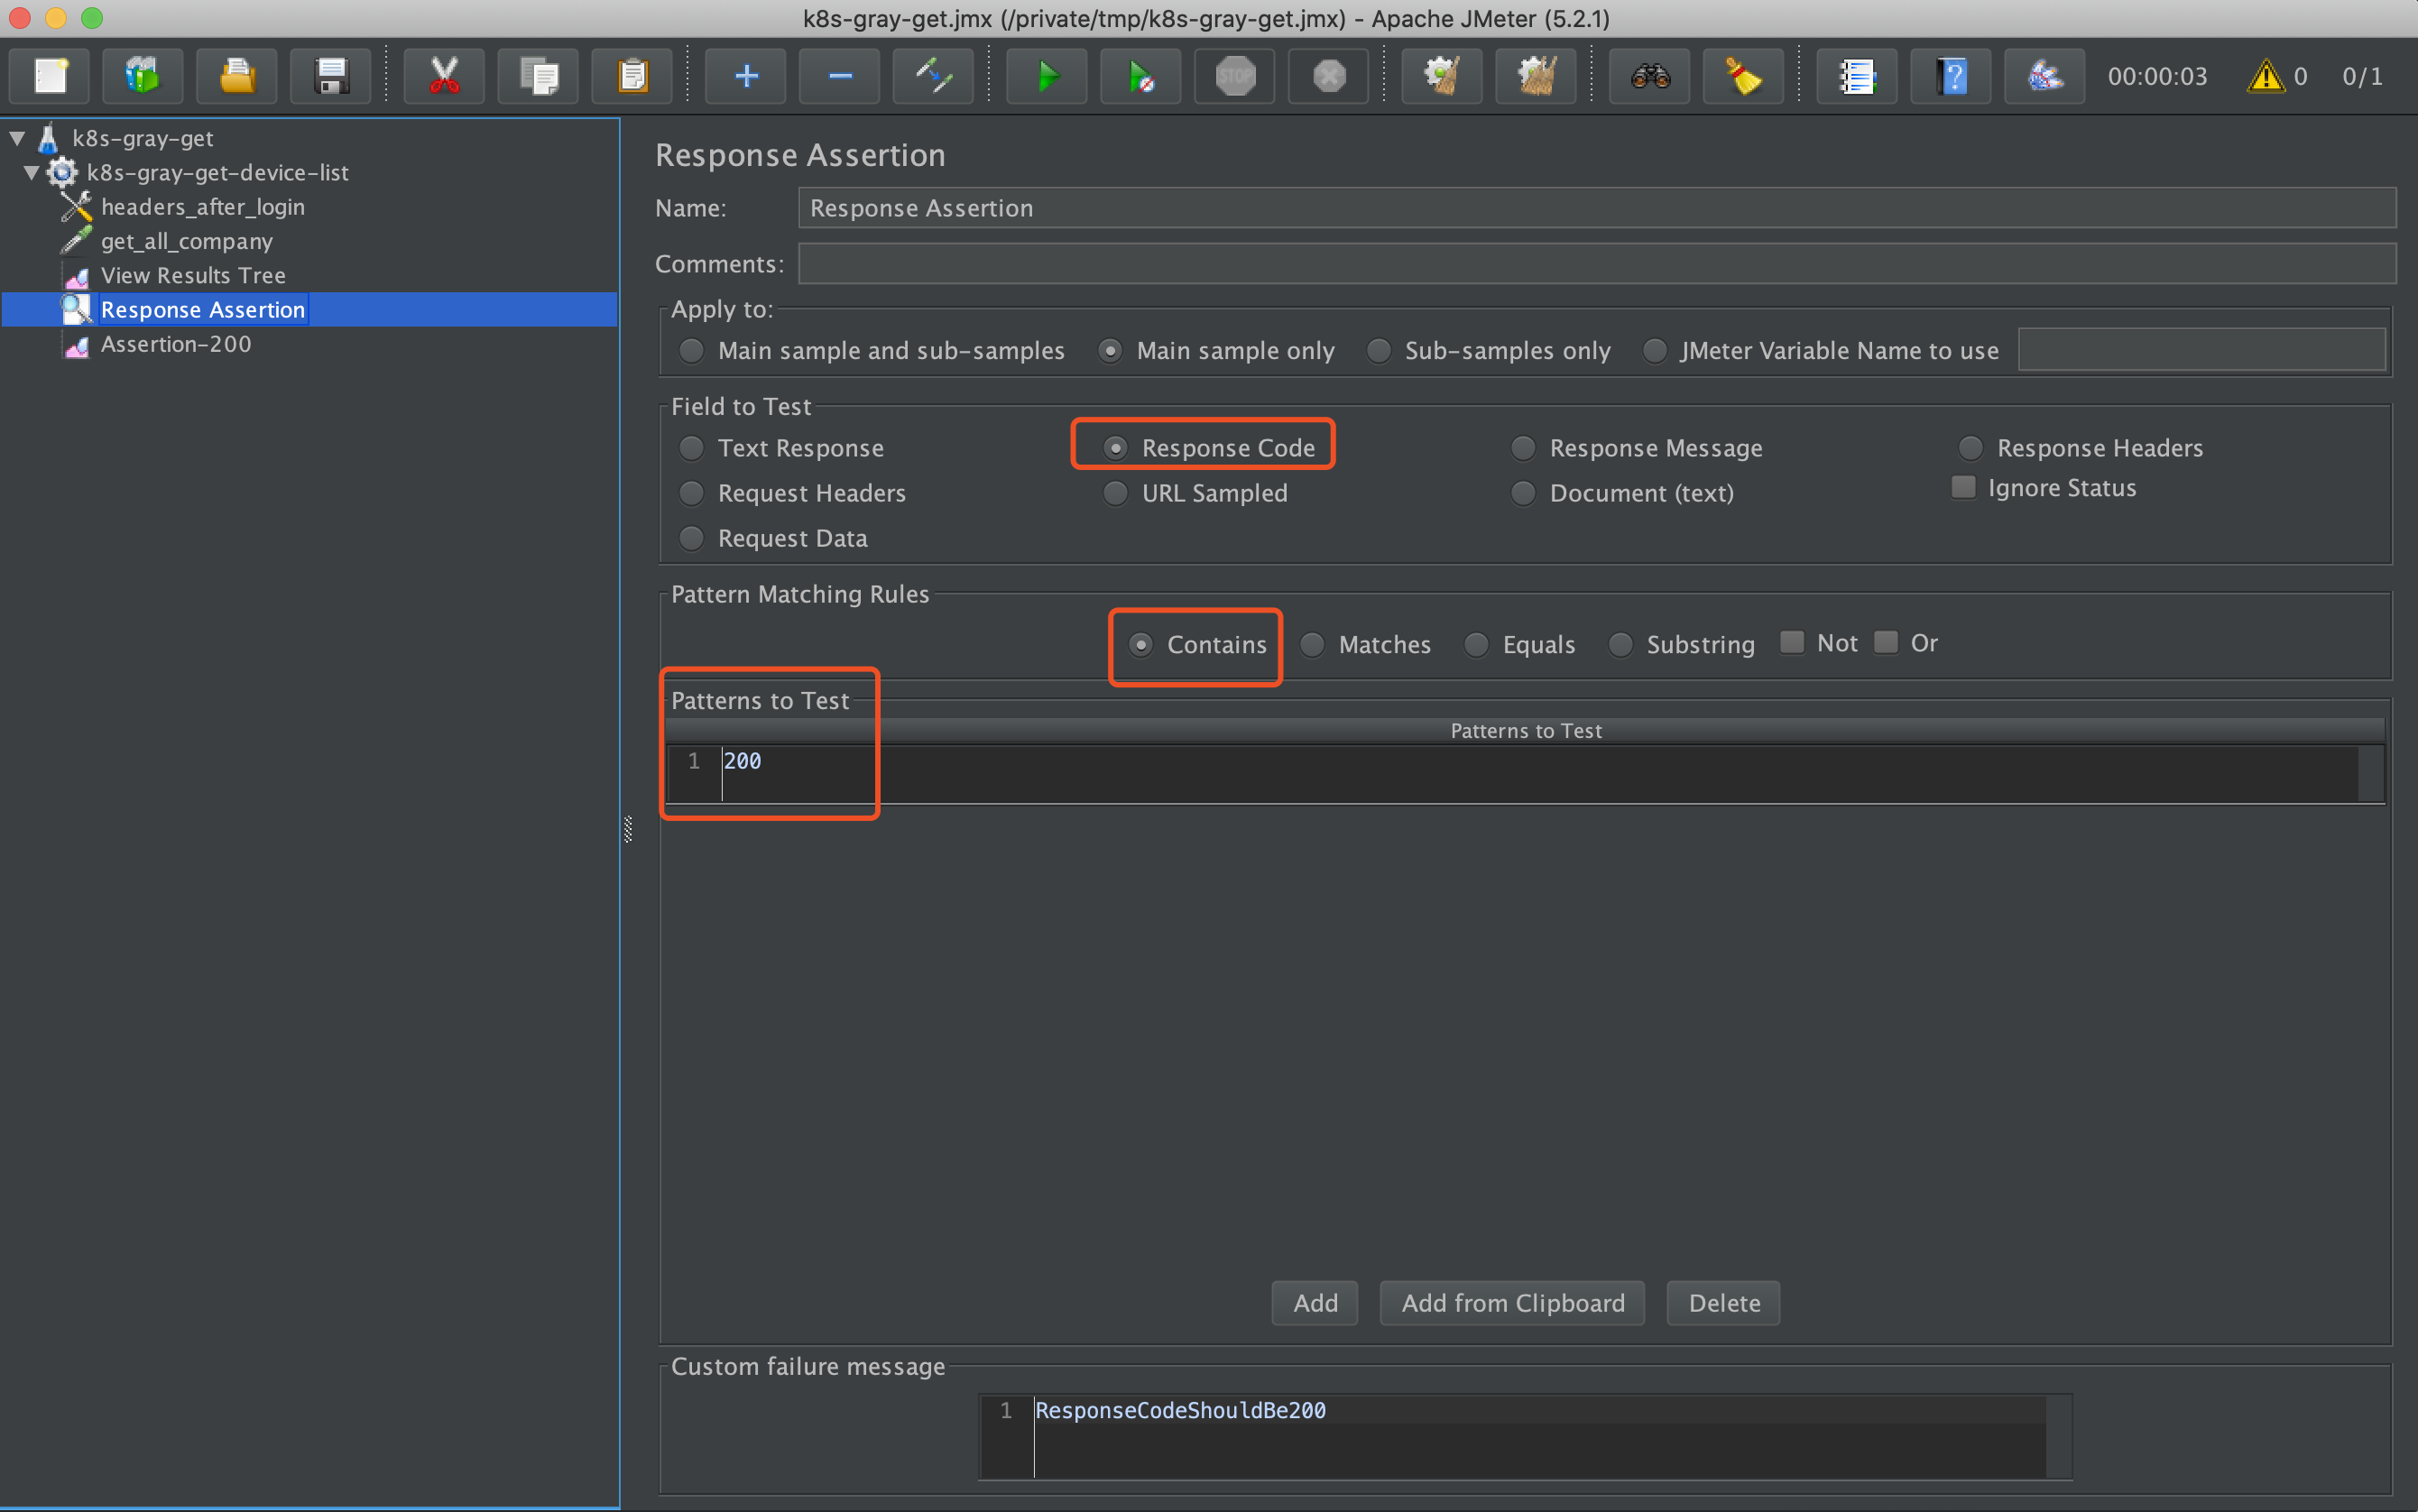 k8s-gray-get.jmx (/private/tmp/k8s-gray-get.jmx) - Apache JMeter (5.2.1)
STOP
00:00:03
0
0/1
k8s-gray-get
k8s-gray-get-device-list
headers_after_login
get_all_company
View Results Tree
Response Assertion
Assertion-200
Response Assertion
Name: Response Assertion
Comments:
Apply to:
Main sample and sub-samples Main sample only Sub-samples only JMeter Variable Name to use
Field to Test
Text Response Response Code Response Message Response Headers
Request Headers URL Sampled Document (text) Ignore Status
Request Data
Pattern Matching Rules
Contains Matches Equals Substring Not Or
Patterns to Test
Patterns to Test
1 200
Add Add from Clipboard Delete
Custom failure message
1 ResponseCodeShouldBe200